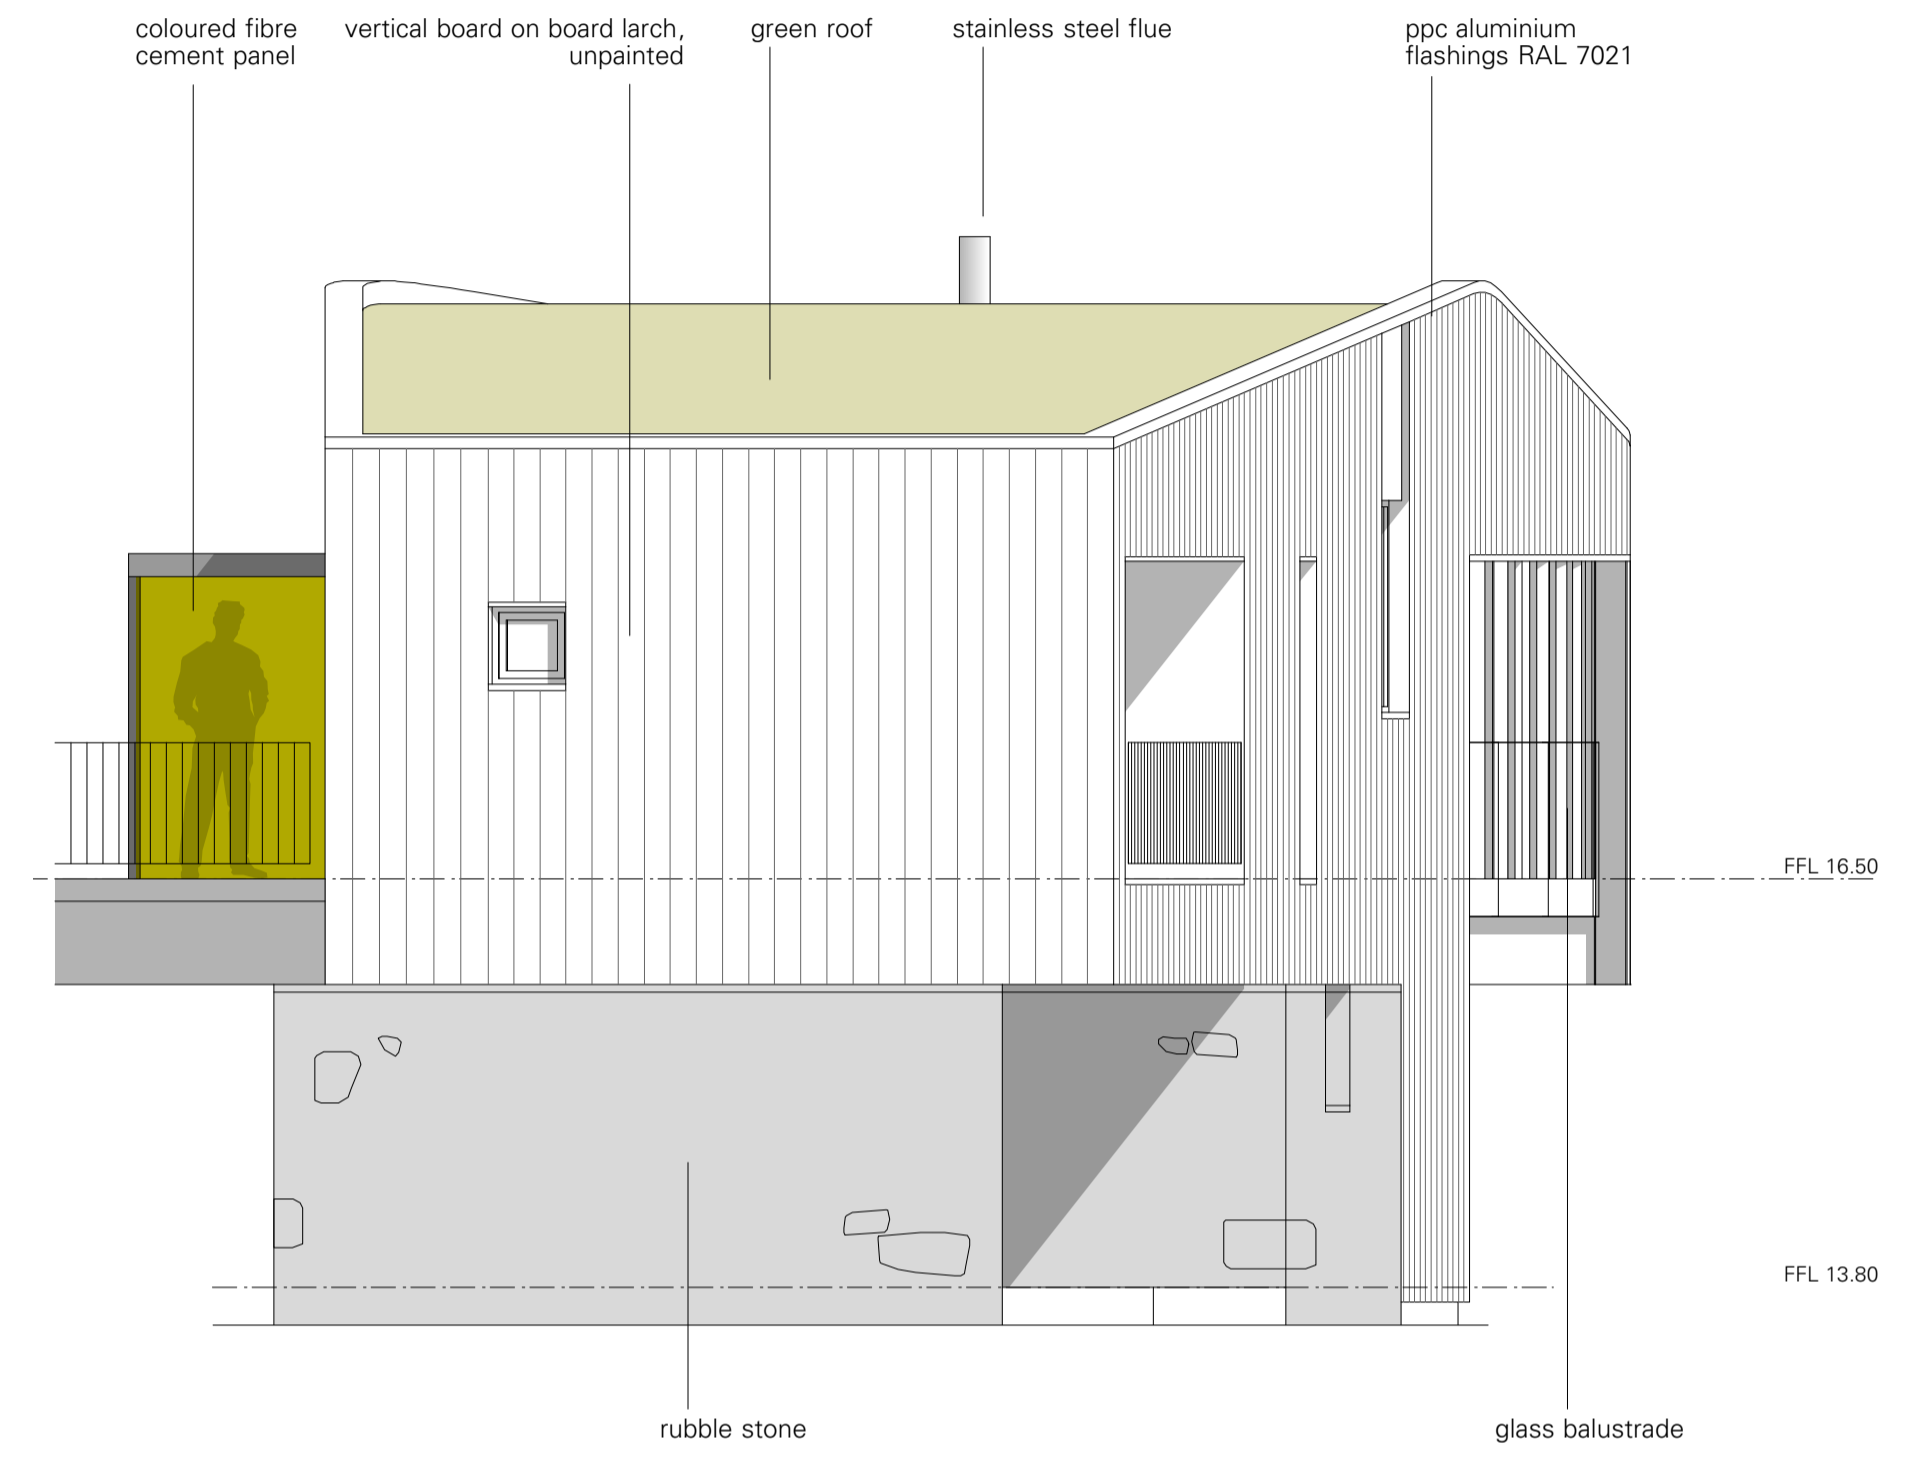 coloured fibre
cement panel
vertical board on board larch,
unpainted
green roof
stainless steel flue
ppc aluminium
flashings RAL 7021
FFL 16.50
FFL 13.80
rubble stone
glass balustrade